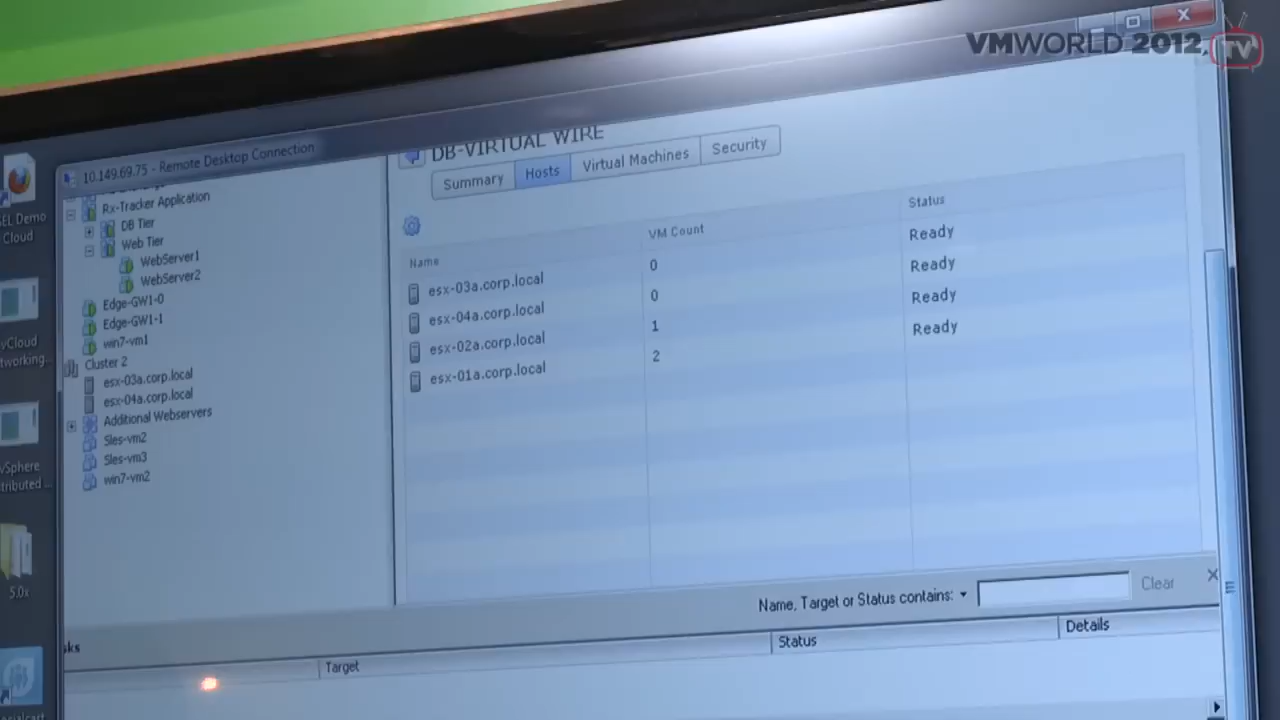 VMWORLD 2012
TV
10.149.69.75 - Remote Desktop Connection
Rx-Tracker Application
DB Tier
Web Tier
WebServer1
WebServer2
Edge-GW1-0
Edge-GW1-1
win7-vm1
Cluster 2
esx-03a.corp.local
esx-04a.corp.local
Additional Webservers
Sles-vm2
Sles-vm3
win7-vm2
DB-VIRTUAL WIRE
Summary Hosts Virtual Machines Security
Name VM Count Status
esx-03a.corp.local 0 Ready
esx-04a.corp.local 0 Ready
esx-02a.corp.local 1 Ready
esx-01a.corp.local 2 Ready
Name, Target or Status contains: Clear
Target Status Details
Demo
Cloud
vCloud
5.0x